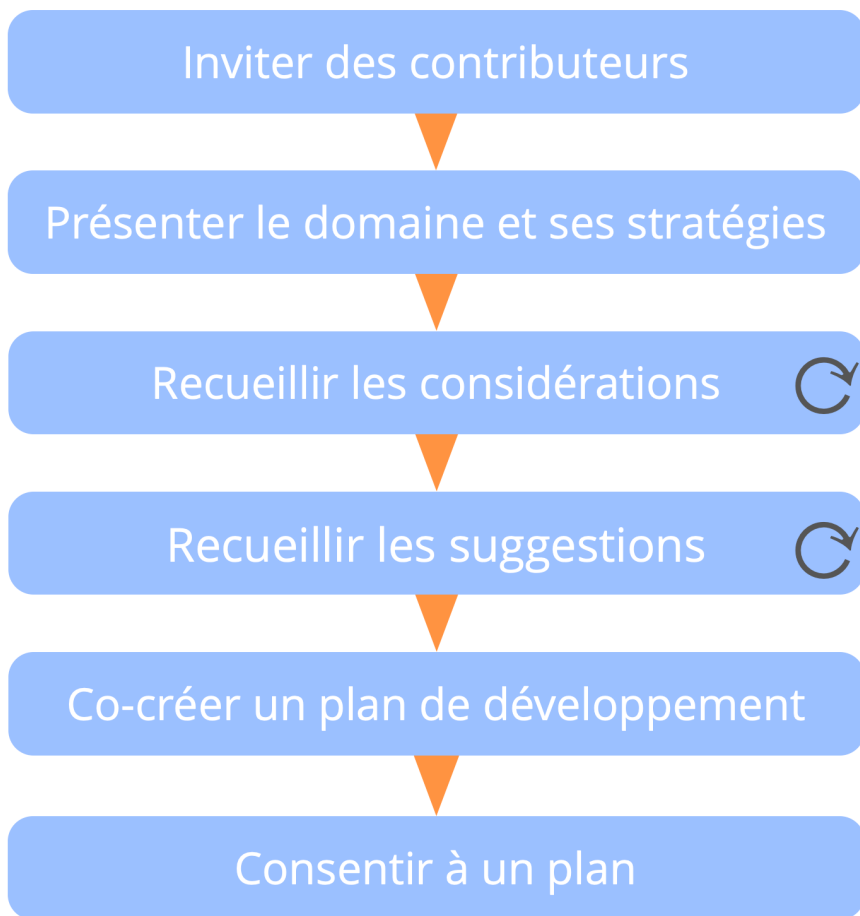 Inviter des contributeurs
Présenter le domaine et ses stratégies
Recueillir les considérations
Recueillir les suggestions
Co-créer un plan de développement
Consentir à un plan